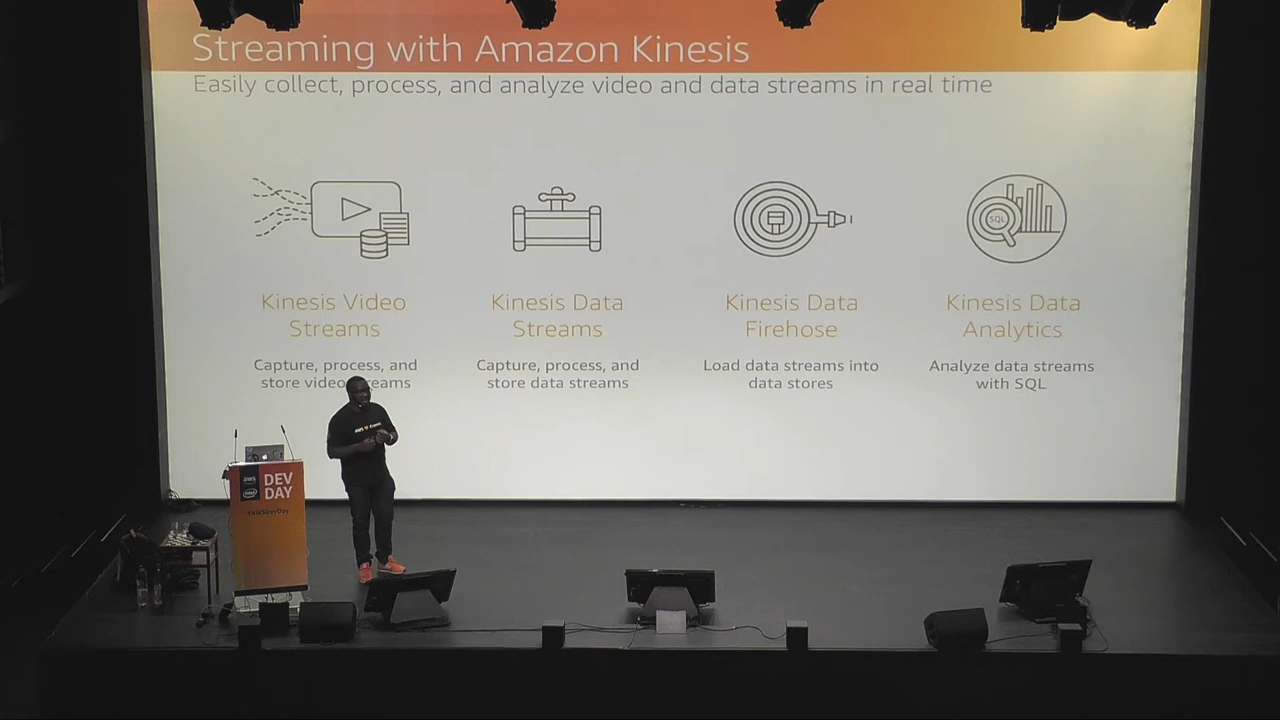 Streaming with Amazon Kinesis
Easily collect, process, and analyze video and data streams in real time
SQL
Kinesis Video
Streams
Capture, process, and
store video
Kinesis Data
Streams
Capture, process, and
store data streams
Kinesis Data
Firehose
Load data streams into
data stores
Kinesis Data
Analytics
Analyze data streams
with SQL
aws
intel
DEV
DAY
#AWSDevDay